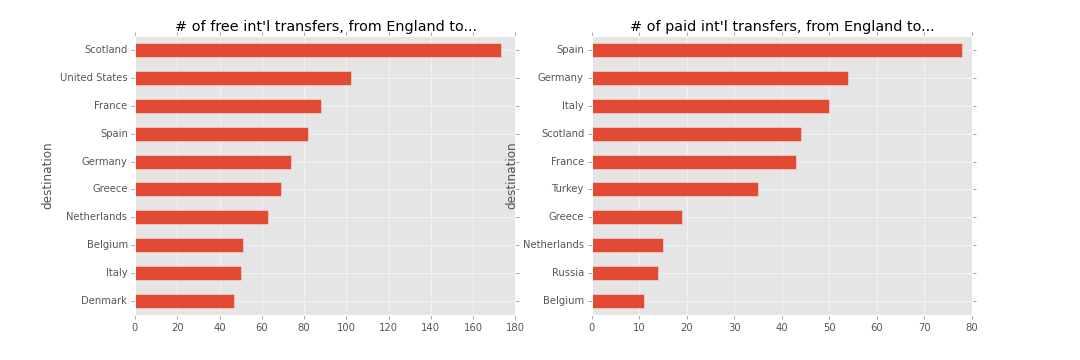 # of free int'l transfers, from England to...
destination
Scotland
United States
France
Spain
Germany
Greece
Netherlands
Belgium
Italy
Denmark
0 20 40 60 80 100 120 140 160 180
# of paid int'l transfers, from England to...
destination
Spain
Germany
Italy
Scotland
France
Turkey
Greece
Netherlands
Russia
Belgium
0 10 20 30 40 50 60 70 80